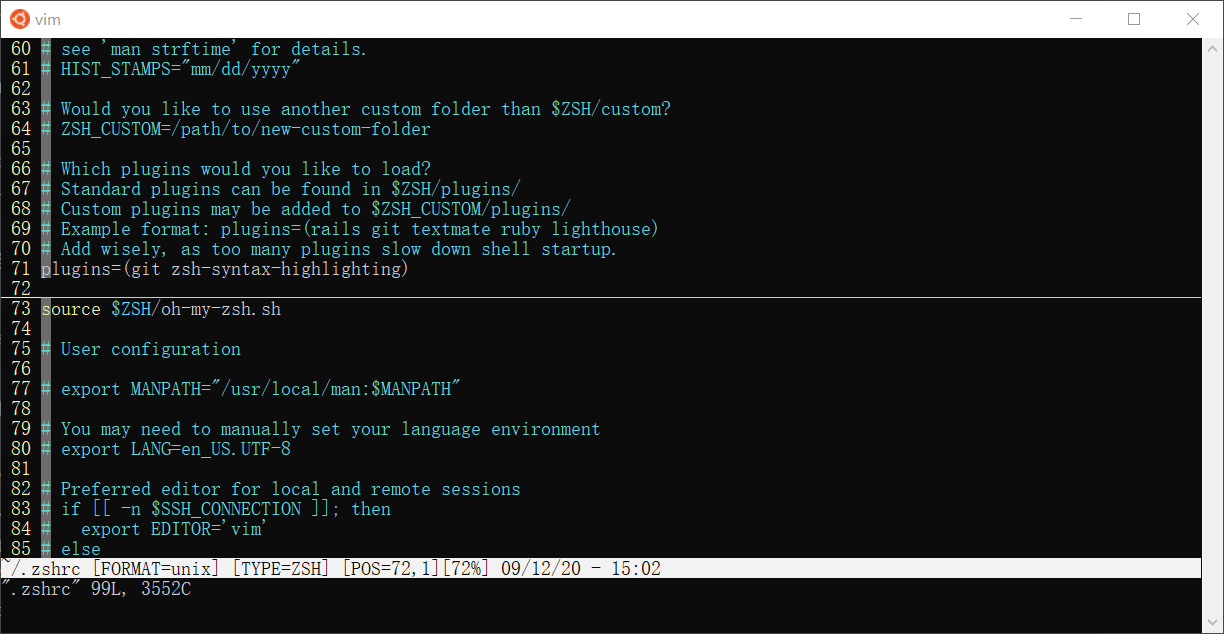 vim
60 # see 'man strftime' for details.
61 # HIST_STAMPS="mm/dd/yyyy"
62
63 # Would you like to use another custom folder than $ZSH/custom?
64 # ZSH_CUSTOM=/path/to/new-custom-folder
65
66 # Which plugins would you like to load?
67 # Standard plugins can be found in $ZSH/plugins/
68 # Custom plugins may be added to $ZSH_CUSTOM/plugins/
69 # Example format: plugins=(rails git textmate ruby lighthouse)
70 # Add wisely, as too many plugins slow down shell startup.
71 plugins=(git zsh-syntax-highlighting)
72
73 source $ZSH/oh-my-zsh.sh
74
75 # User configuration
76
77 # export MANPATH="/usr/local/man:$MANPATH"
78
79 # You may need to manually set your language environment
80 # export LANG=en_US.UTF-8
81
82 # Preferred editor for local and remote sessions
83 # if [[ -n $SSH_CONNECTION ]]; then
84 #   export EDITOR='vim'
85 # else
~/.zshrc [FORMAT=unix] [TYPE=ZSH] [POS=72,1][72%] 09/12/20 - 15:02
".zshrc" 99L, 3552C